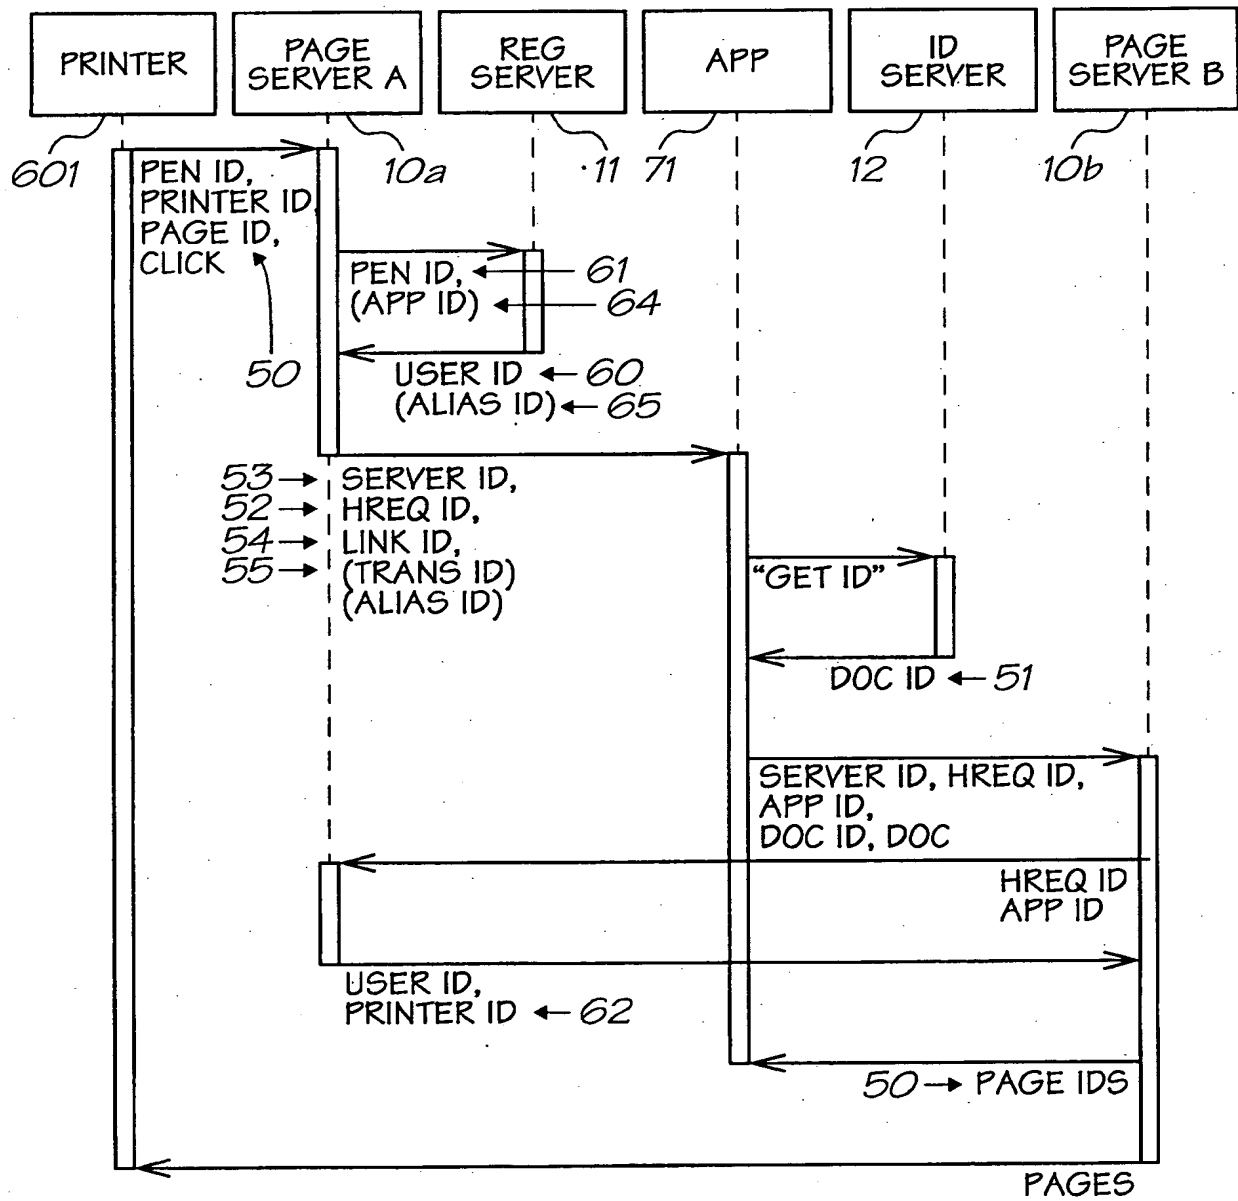 PRINTER
PAGE
SERVER A
REG
SERVER
APP
ID
SERVER
PAGE
SERVER B
601
10a
11
71
12
10b
PEN ID,
PRINTER ID,
PAGE ID,
CLICK
50
PEN ID,
61
(APP ID)
64
USER ID
60
(ALIAS ID)
65
53
SERVER ID,
52
HREQ ID,
54
LINK ID,
55
(TRANS ID)
(ALIAS ID)
"GET ID"
DOC ID
51
SERVER ID, HREQ ID,
APP ID,
DOC ID, DOC
HREQ ID
APP ID
USER ID,
PRINTER ID
62
50
PAGE IDS
PAGES